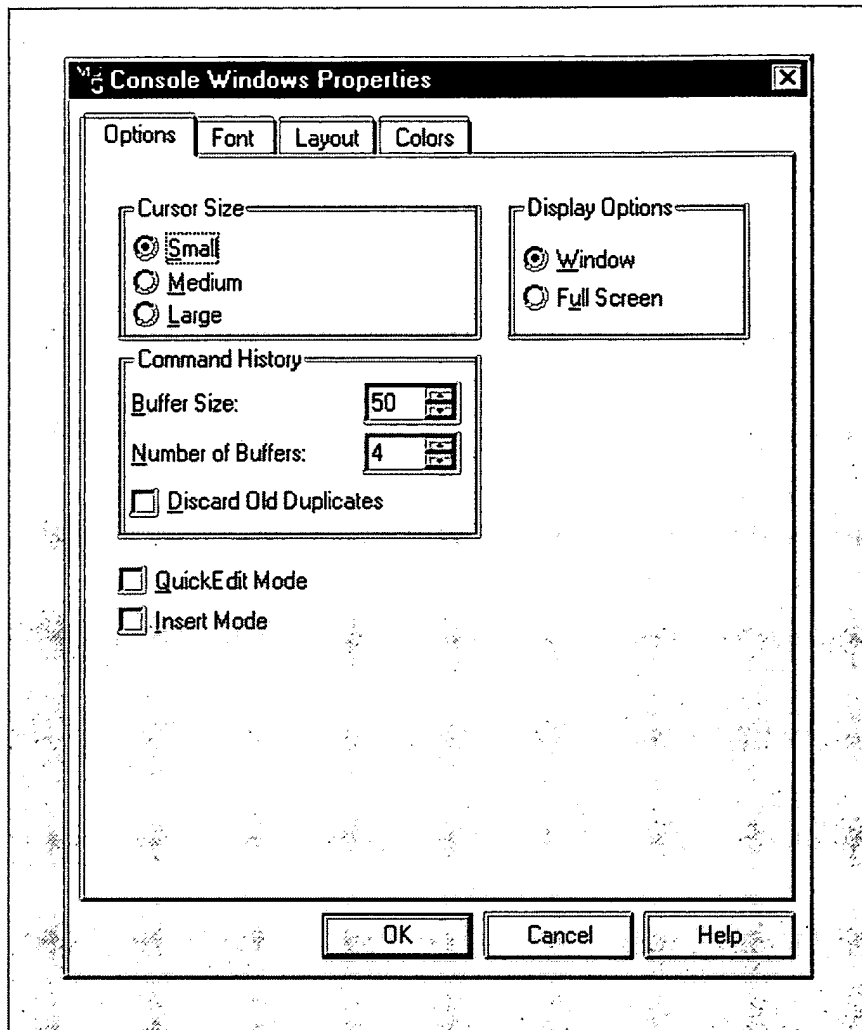 Console Windows Properties
Options Font Layout Colors
Cursor Size
Small
Medium
Large
Display Options
Window
Full Screen
Command History
Buffer Size: 50
Number of Buffers: 4
Discard Old Duplicates
QuickEdit Mode
Insert Mode
OK Cancel Help